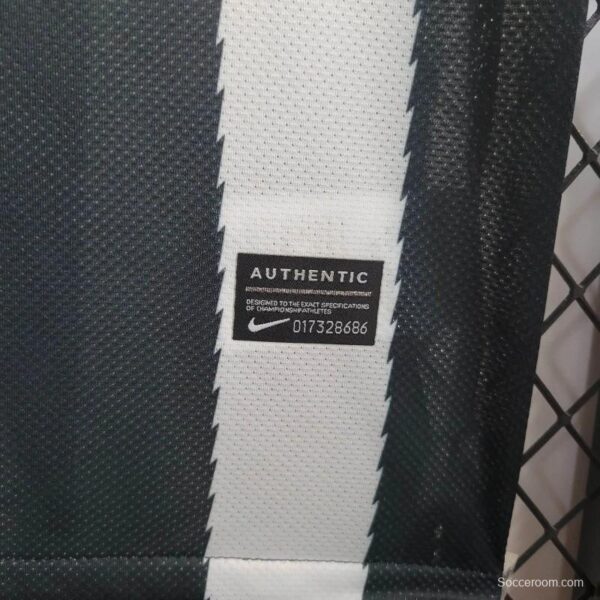 AUTHENTIC
DESIGNED TO THE EXACT SPECIFICATIONS
OF CHAMPIONSHIP ATHLETES
017328686
Socceroom.com